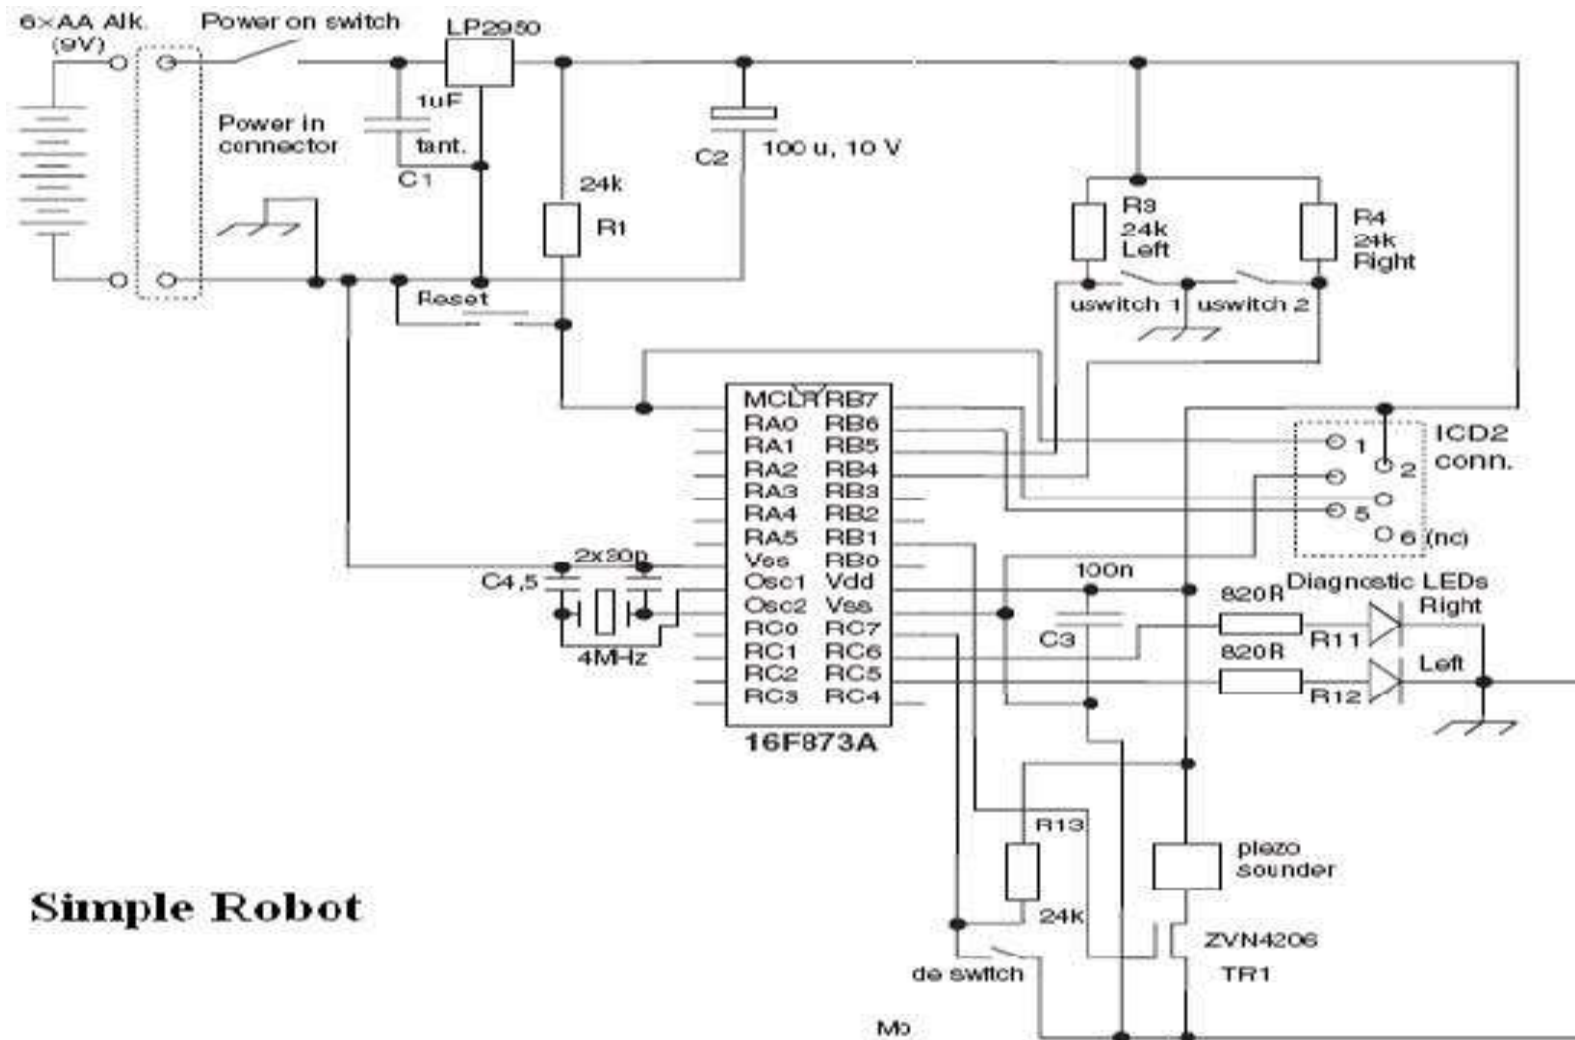 6×AA Alk.
(9V)
Power on switch
LP2950
1uF
tant.
C1
Power in
connector
C2
100 u, 10 V
24k
R1
Reset
R3
24k
Left
R4
24k
Right
uswitch 1
uswitch 2
MCLR RB7
RA0 RB6
RA1 RB5
RA2 RB4
RA3 RB3
RA4 RB2
RA5 RB1
Vss RB0
Osc1 Vdd
Osc2 Vss
RC0 RC7
RC1 RC6
RC2 RC5
RC3 RC4
16F873A
ICD2
conn.
1
2
5
6 (nc)
2x30p
C4,5
4MHz
100n
C3
Diagnostic LEDs
820R
Right
R11
820R
Left
R12
R13
24k
piezo
sounder
ZVN4206
TR1
de switch
Mo
Simple Robot